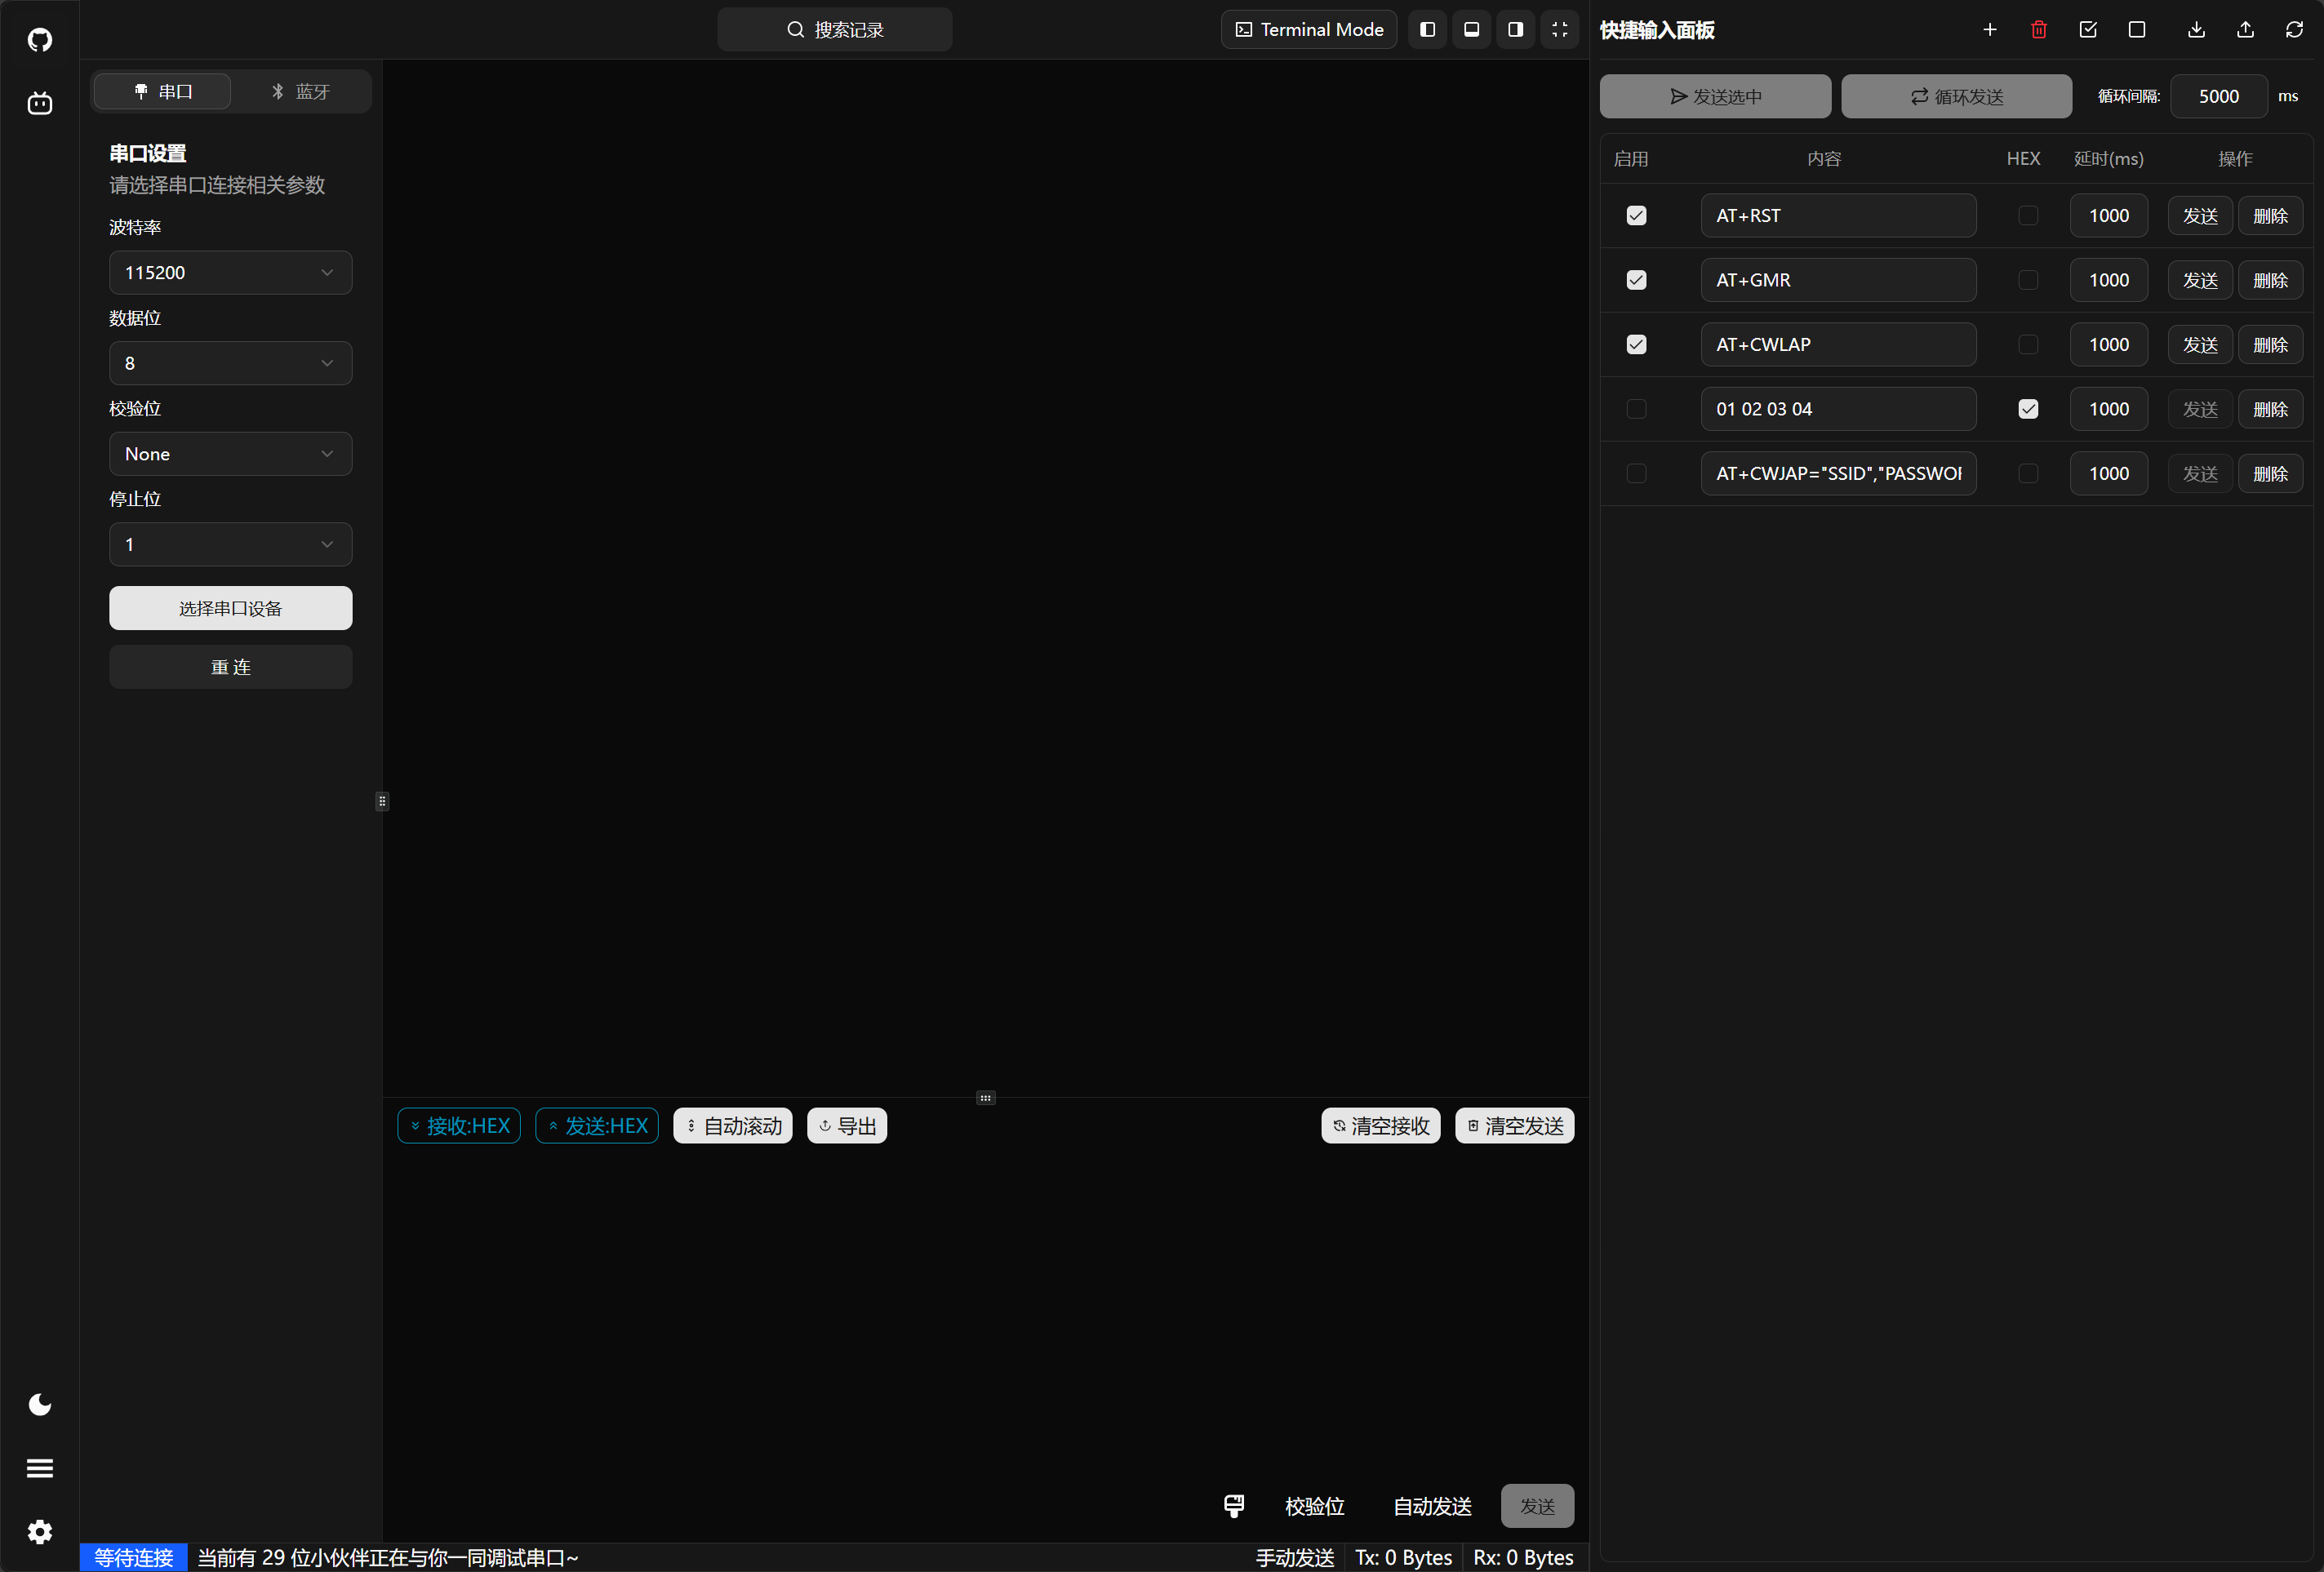 搜索记录
Terminal Mode
串口
蓝牙
串口设置
请选择串口连接相关参数
波特率
115200
数据位
8
校验位
None
停止位
1
选择串口设备
重 连
接收:HEX
发送:HEX
自动滚动
导出
清空接收
清空发送
校验位
自动发送
发送
等待连接
当前有 29 位小伙伴正在与你一同调试串口~
手动发送
Tx: 0 Bytes
Rx: 0 Bytes
快捷输入面板
发送选中
循环发送
循环间隔:
5000
ms
启用 内容 HEX 延时(ms) 操作
AT+RST 1000 发送 删除
AT+GMR 1000 发送 删除
AT+CWLAP 1000 发送 删除
01 02 03 04 1000 发送 删除
AT+CWJAP="SSID","PASSWOR 1000 发送 删除